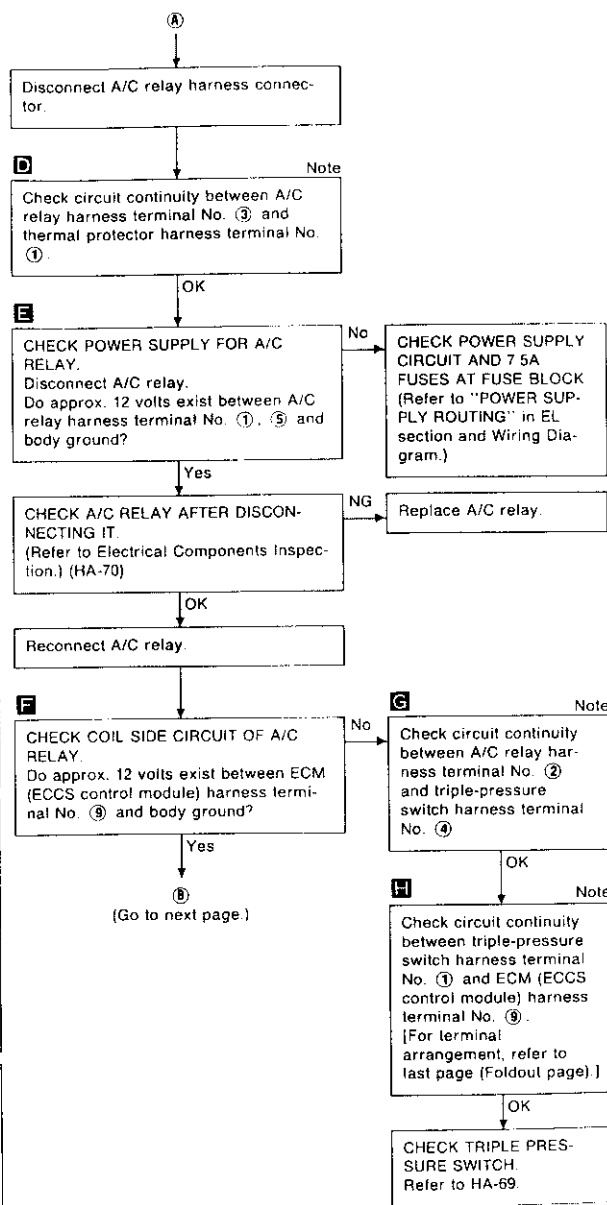 Ⓐ
Disconnect A/C relay harness connec-
tor.
D
Note
Check circuit continuity between A/C
relay harness terminal No. ③ and
thermal protector harness terminal No.
①.
OK
E
CHECK POWER SUPPLY FOR A/C
RELAY.
Disconnect A/C relay.
Do approx. 12 volts exist between A/C
relay harness terminal No. ①, ⑤ and
body ground?
No
CHECK POWER SUPPLY
CIRCUIT AND 7 5A
FUSES AT FUSE BLOCK
(Refer to "POWER SUP-
PLY ROUTING" in EL
section and Wiring Dia-
gram.)
Yes
CHECK A/C RELAY AFTER DISCON-
NECTING IT.
(Refer to Electrical Components Inspec-
tion.) (HA-70)
NG
Replace A/C relay.
OK
Reconnect A/C relay.
F
CHECK COIL SIDE CIRCUIT OF A/C
RELAY.
Do approx. 12 volts exist between ECM
(ECCS control module) harness termi-
nal No. ⑨ and body ground?
No
G
Note
Check circuit continuity
between A/C relay har-
ness terminal No. ②
and triple-pressure
switch harness terminal
No. ④
Yes
Ⓑ
(Go to next page.)
OK
H
Note
Check circuit continuity
between triple-pressure
switch harness terminal
No. ① and ECM (ECCS
control module) harness
terminal No. ⑨.
[For terminal
arrangement, refer to
last page (Foldout page).]
OK
CHECK TRIPLE PRES-
SURE SWITCH.
Refer to HA-69.